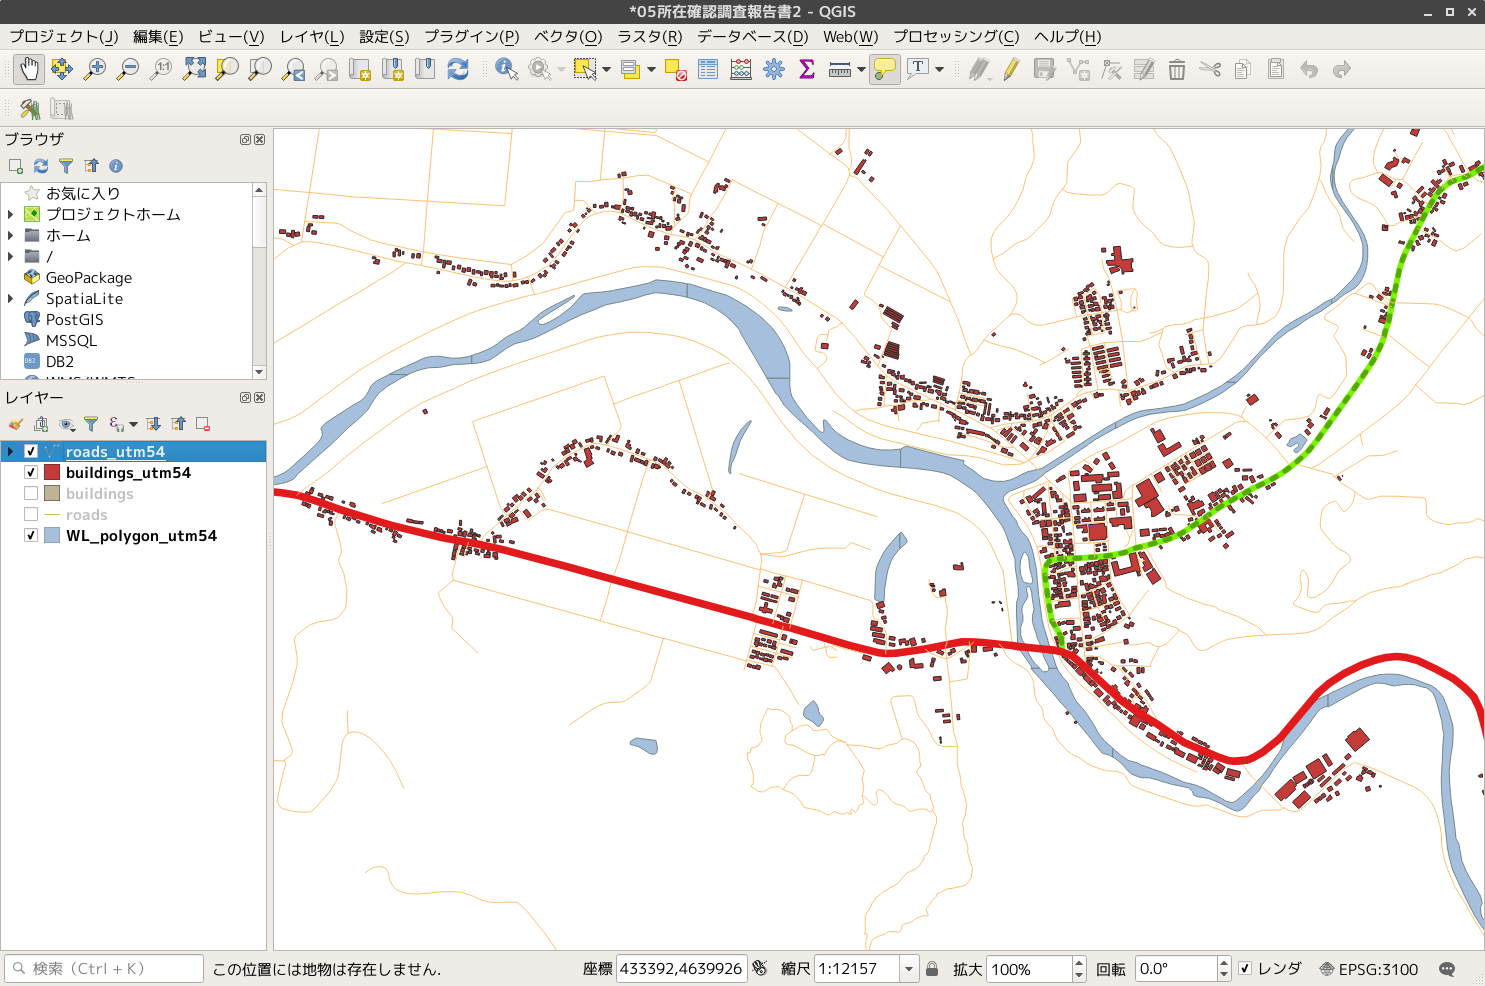 *05所在確認調査報告書2 - QGIS
プロジェクト(J) 編集(E) ビュー(V) レイヤ(L) 設定(S) プラグイン(P) ベクタ(O) ラスタ(R) データベース(D) Web(W) プロセッシング(C) ヘルプ(H)
ブラウザ
お気に入り
プロジェクトホーム
ホーム
/
GeoPackage
SpatiaLite
PostGIS
MSSQL
DB2
WMS/WMTS
レイヤー
roads_utm54
buildings_utm54
buildings
roads
WL_polygon_utm54
検索 (Ctrl + K) この位置には地物は存在しません. 座標 433392,4639926 縮尺 1:12157 拡大 100% 回転 0.0° レンダ EPSG:3100